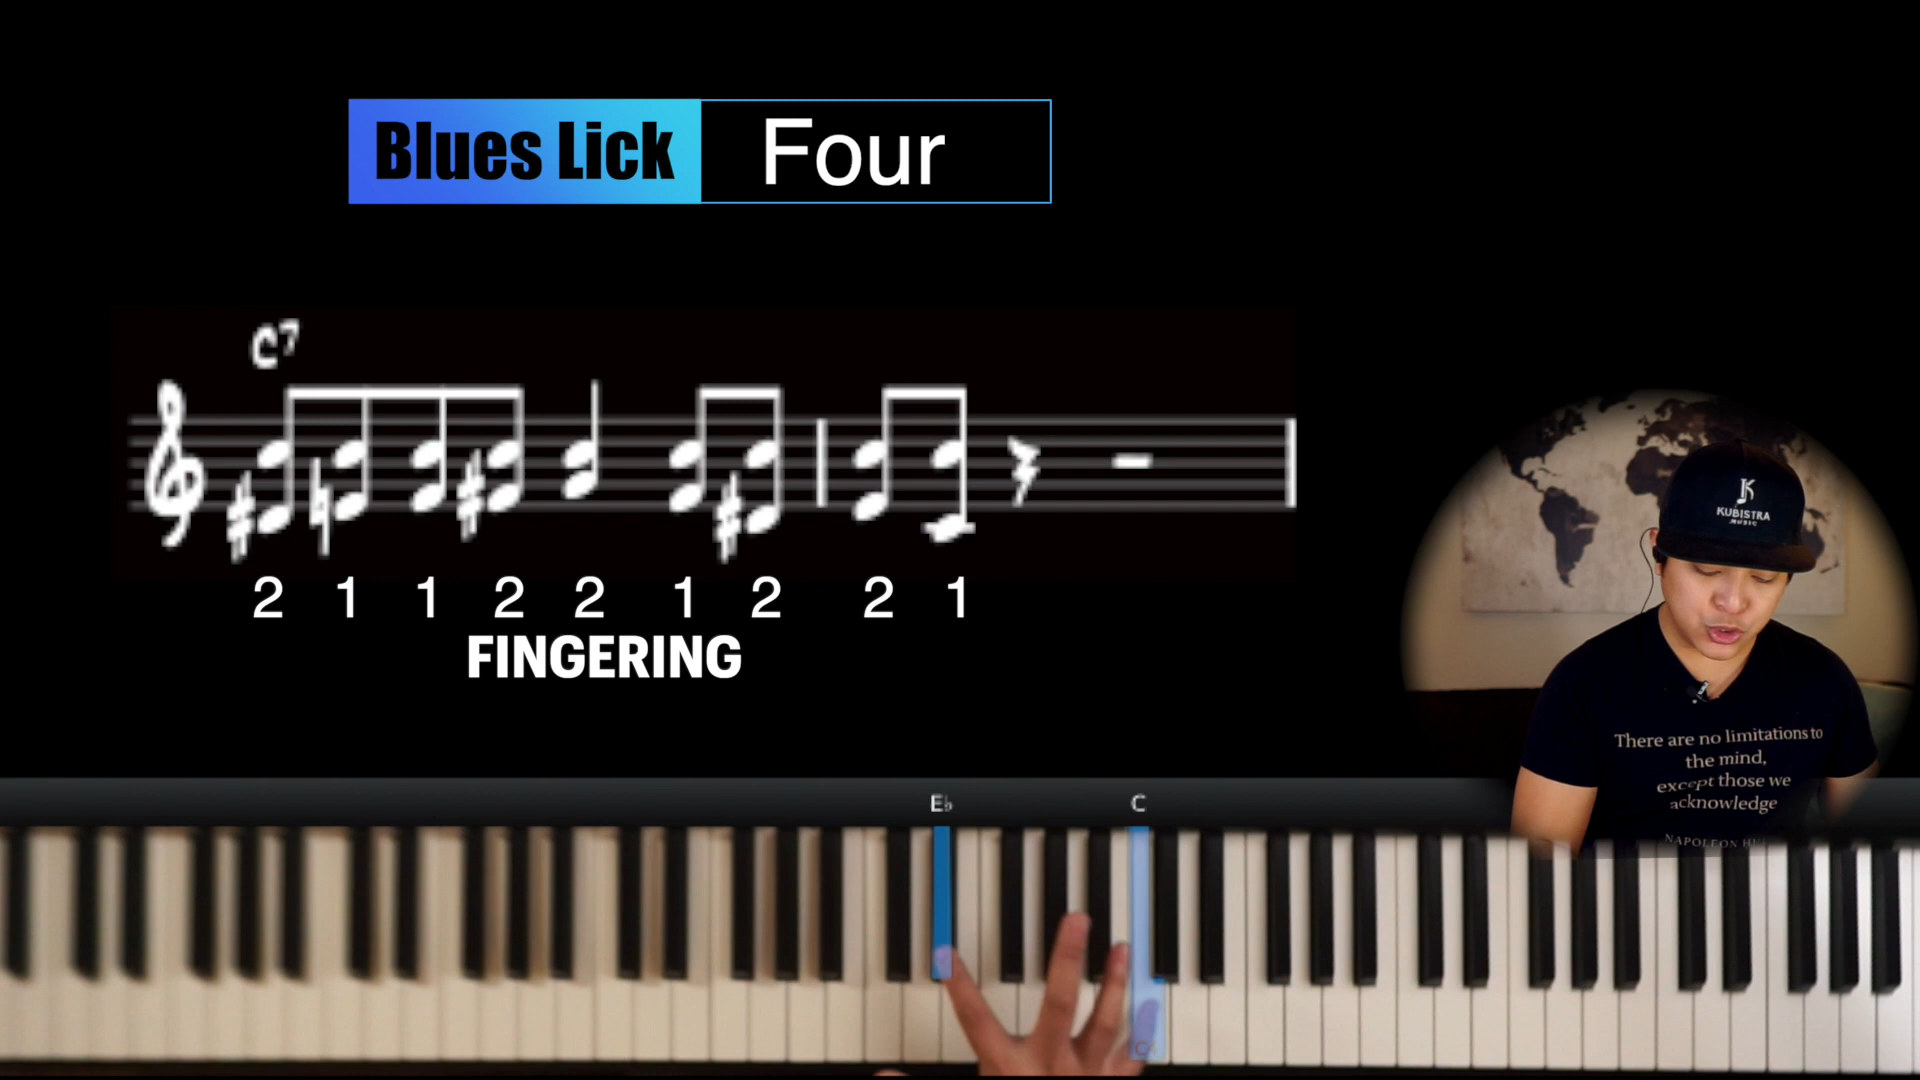 Blues Lick Four
C7
2 1 1 2 2 1 2 2 1
FINGERING
KUBISTRA
MUSIC
There are no limitations to
the mind,
except those we
acknowledge
NAPOLEON
E♭ C